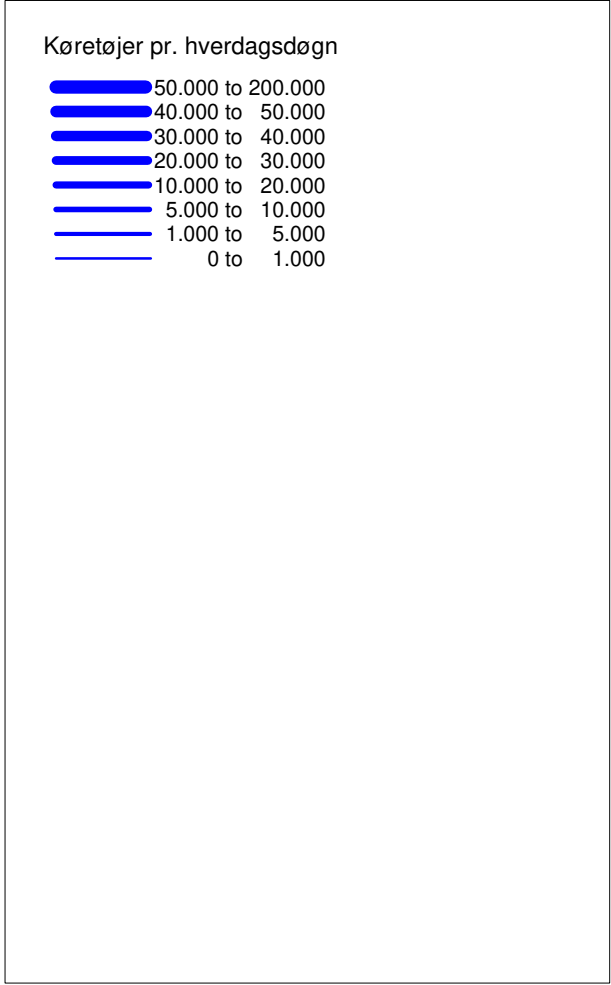 Køretøjer pr. hverdagsdøgn
50.000 to 200.000
40.000 to 50.000
30.000 to 40.000
20.000 to 30.000
10.000 to 20.000
5.000 to 10.000
1.000 to 5.000
0 to 1.000